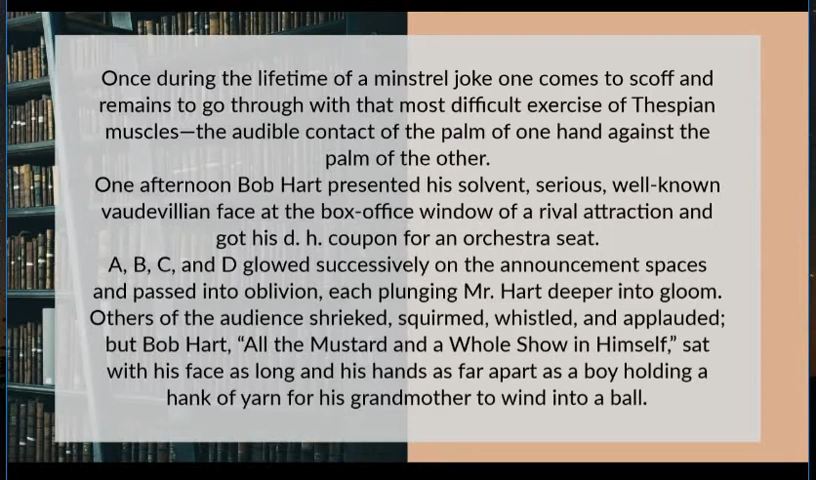 Once during the lifetime of a minstrel joke one comes to scoff and
remains to go through with that most difficult exercise of Thespian
muscles—the audible contact of the palm of one hand against the
palm of the other.
One afternoon Bob Hart presented his solvent, serious, well-known
vaudevillian face at the box-office window of a rival attraction and
got his d. h. coupon for an orchestra seat.
A, B, C, and D glowed successively on the announcement spaces
and passed into oblivion, each plunging Mr. Hart deeper into gloom.
Others of the audience shrieked, squirmed, whistled, and applauded;
but Bob Hart, “All the Mustard and a Whole Show in Himself,” sat
with his face as long and his hands as far apart as a boy holding a
hank of yarn for his grandmother to wind into a ball.